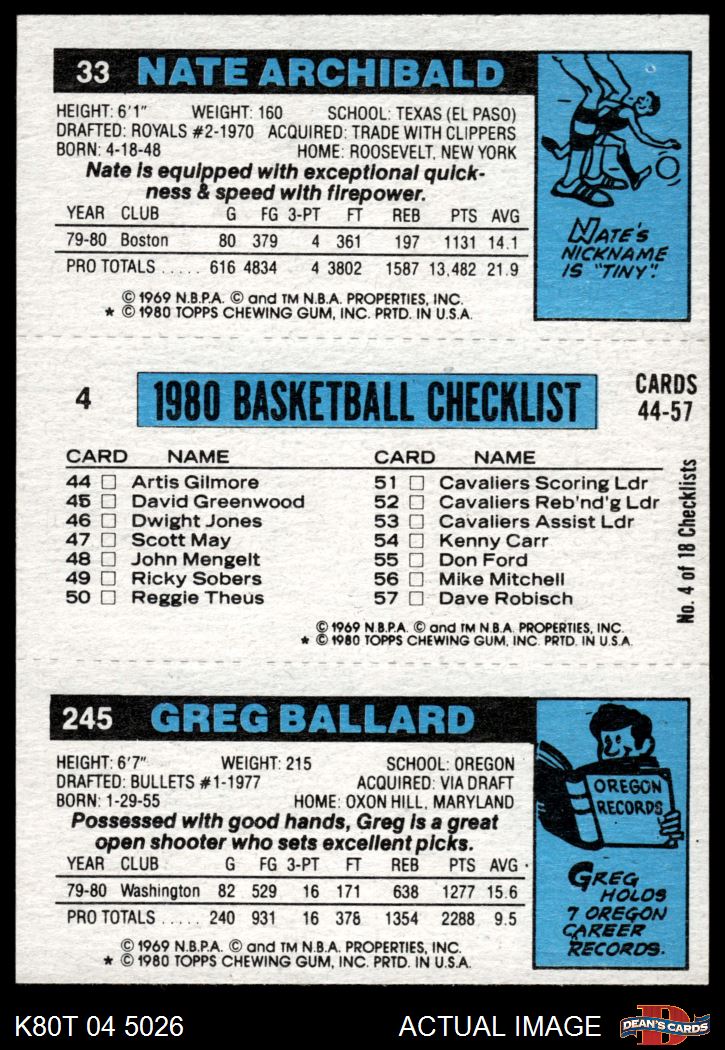 33 NATE ARCHIBALD
HEIGHT: 6'1" WEIGHT: 160 SCHOOL: TEXAS (EL PASO)
DRAFTED: ROYALS #2-1970 ACQUIRED: TRADE WITH CLIPPERS
BORN: 4-18-48 HOME: ROOSEVELT, NEW YORK
Nate is equipped with exceptional quick-
ness & speed with firepower.
YEAR CLUB G FG 3-PT FT REB PTS AVG
79-80 Boston 80 379 4 361 197 1131 14.1
PRO TOTALS ..... 616 4834 4 3802 1587 13,482 21.9
© 1969 N.B.P.A. © and TM N.B.A. PROPERTIES, INC.
* © 1980 TOPPS CHEWING GUM, INC. PRTD. IN U.S.A.
NATE'S
NICKNAME
IS "TINY".
4 1980 BASKETBALL CHECKLIST CARDS
44-57
CARD NAME CARD NAME
44 Artis Gilmore 51 Cavaliers Scoring Ldr
45 David Greenwood 52 Cavaliers Reb'nd'g Ldr
46 Dwight Jones 53 Cavaliers Assist Ldr
47 Scott May 54 Kenny Carr
48 John Mengelt 55 Don Ford
49 Ricky Sobers 56 Mike Mitchell
50 Reggie Theus 57 Dave Robisch
No. 4 of 18 Checklists
© 1969 N.B.P.A. © and TM N.B.A. PROPERTIES, INC.
* © 1980 TOPPS CHEWING GUM, INC. PRTD. IN U.S.A.
245 GREG BALLARD
HEIGHT: 6'7" WEIGHT: 215 SCHOOL: OREGON
DRAFTED: BULLETS #1-1977 ACQUIRED: VIA DRAFT
BORN: 1-29-55 HOME: OXON HILL, MARYLAND
Possessed with good hands, Greg is a great
open shooter who sets excellent picks.
YEAR CLUB G FG 3-PT FT REB PTS AVG
79-80 Washington 82 529 16 171 638 1277 15.6
PRO TOTALS ..... 240 931 16 378 1354 2288 9.5
© 1969 N.B.P.A. © and TM N.B.A. PROPERTIES, INC.
* © 1980 TOPPS CHEWING GUM, INC. PRTD. IN U.S.A.
OREGON
RECORDS
GREG
HOLDS
7 OREGON
CAREER
RECORDS.
K80T 04 5026 ACTUAL IMAGE
D
DEAN'S CARDS